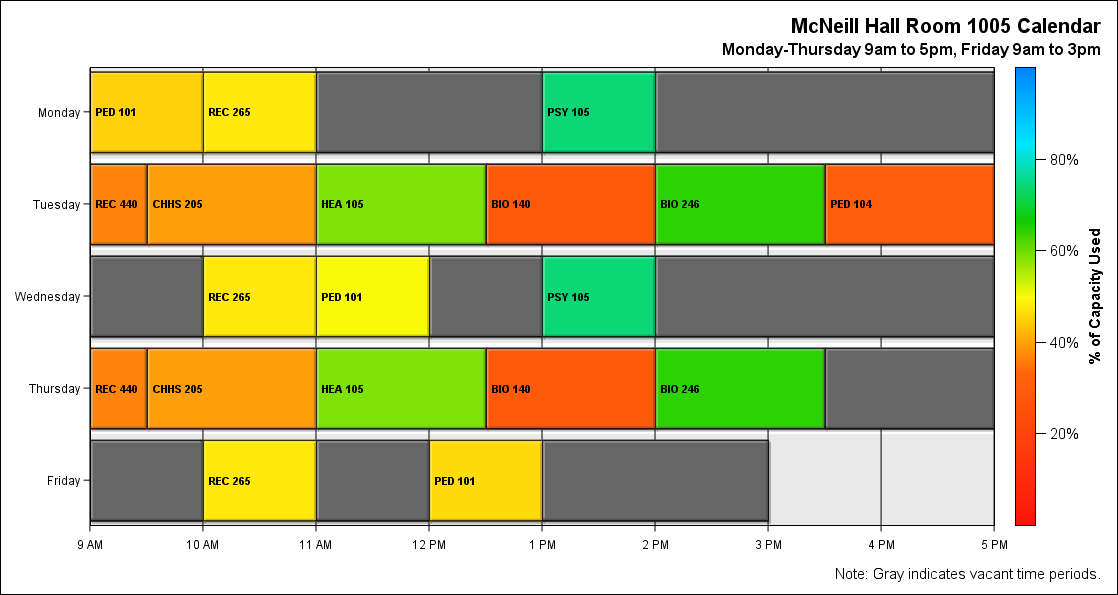 McNeill Hall Room 1005 Calendar
Monday-Thursday 9am to 5pm, Friday 9am to 3pm
Monday PED 101 REC 265 PSY 105
Tuesday REC 440 CHHS 205 HEA 105 BIO 140 BIO 246 PED 104
Wednesday REC 265 PED 101 PSY 105
Thursday REC 440 CHHS 205 HEA 105 BIO 140 BIO 246
Friday REC 265 PED 101
9 AM 10 AM 11 AM 12 PM 1 PM 2 PM 3 PM 4 PM 5 PM
80%
60%
40%
20%
% of Capacity Used
Note: Gray indicates vacant time periods.